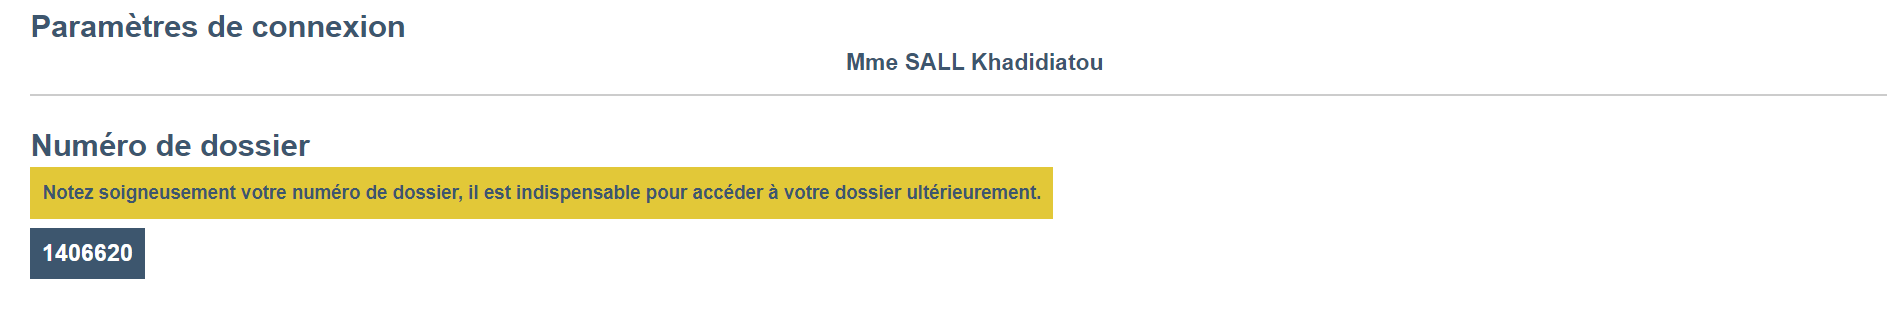 Paramètres de connexion
Mme SALL Khadidiatou
Numéro de dossier
Notez soigneusement votre numéro de dossier, il est indispensable pour accéder à votre dossier ultérieurement.
1406620